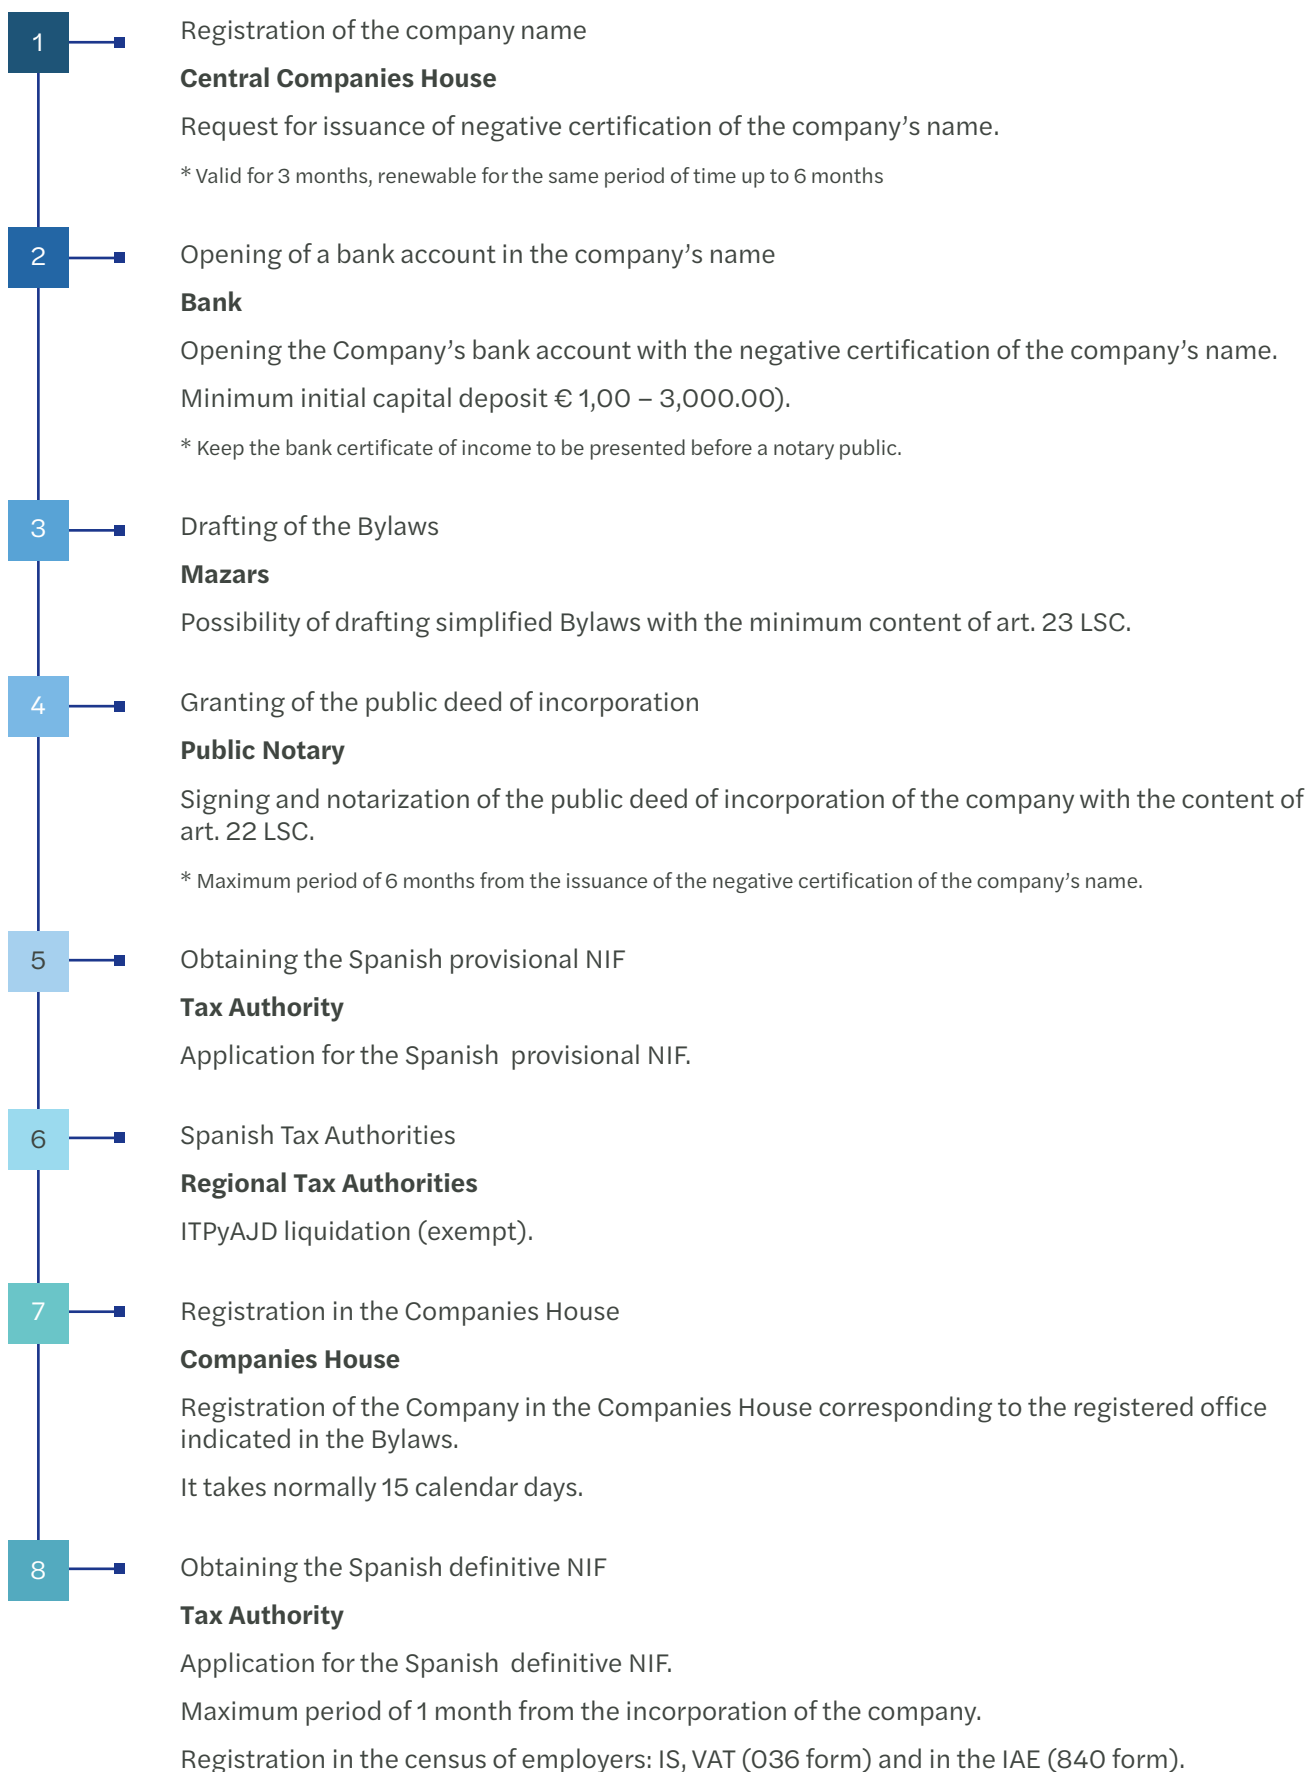 1
Registration of the company name
Central Companies House
Request for issuance of negative certification of the company’s name.
* Valid for 3 months, renewable for the same period of time up to 6 months
2
Opening of a bank account in the company’s name
Bank
Opening the Company’s bank account with the negative certification of the company’s name.
Minimum initial capital deposit € 1,00 – 3,000.00).
* Keep the bank certificate of income to be presented before a notary public.
3
Drafting of the Bylaws
Mazars
Possibility of drafting simplified Bylaws with the minimum content of art. 23 LSC.
4
Granting of the public deed of incorporation
Public Notary
Signing and notarization of the public deed of incorporation of the company with the content of
art. 22 LSC.
* Maximum period of 6 months from the issuance of the negative certification of the company’s name.
5
Obtaining the Spanish provisional NIF
Tax Authority
Application for the Spanish  provisional NIF.
6
Spanish Tax Authorities
Regional Tax Authorities
ITPyAJD liquidation (exempt).
7
Registration in the Companies House
Companies House
Registration of the Company in the Companies House corresponding to the registered office
indicated in the Bylaws.
It takes normally 15 calendar days.
8
Obtaining the Spanish definitive NIF
Tax Authority
Application for the Spanish  definitive NIF.
Maximum period of 1 month from the incorporation of the company.
Registration in the census of employers: IS, VAT (036 form) and in the IAE (840 form).